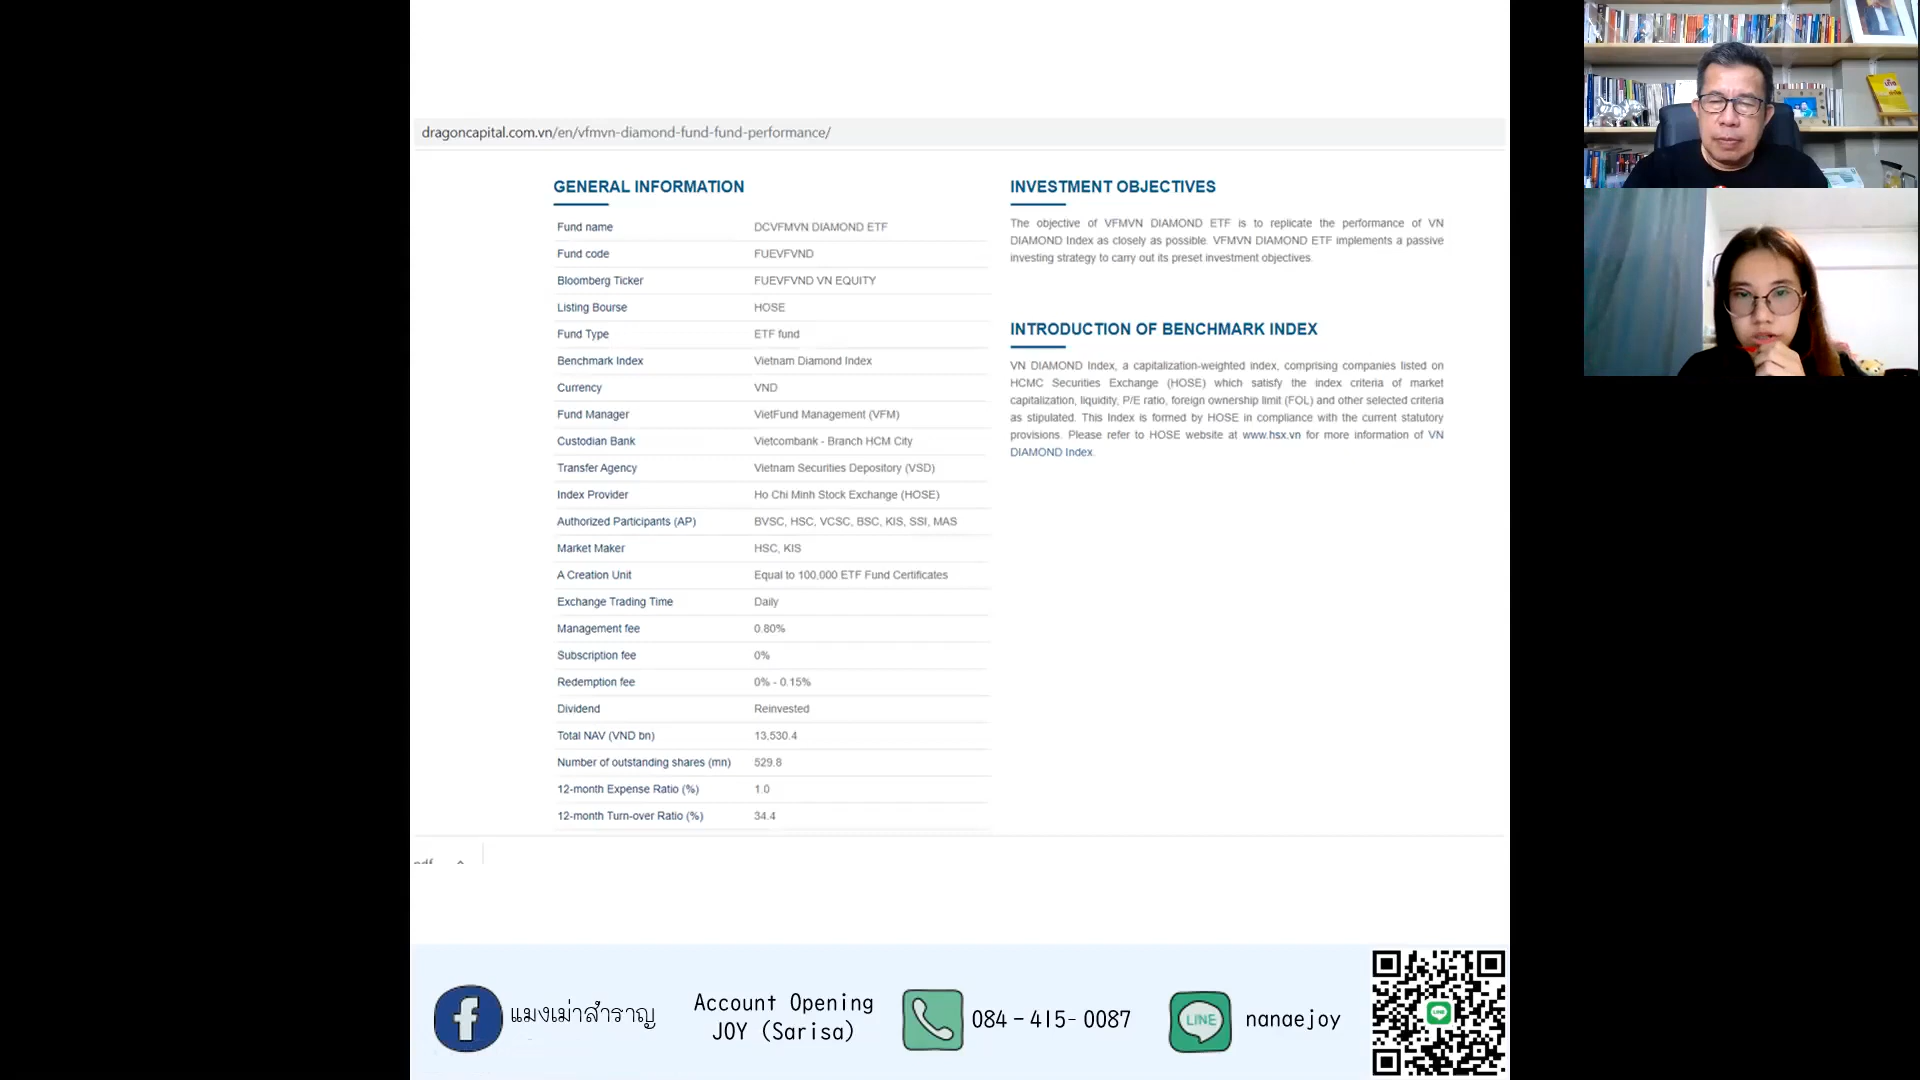 dragoncapital.com.vn/en/vfmvn-diamond-fund-fund-performance/
GENERAL INFORMATION
Fund name DCVFMVN DIAMOND ETF
Fund code FUEVFVND
Bloomberg Ticker FUEVFVND VN EQUITY
Listing Bourse HOSE
Fund Type ETF fund
Benchmark Index Vietnam Diamond Index
Currency VND
Fund Manager VietFund Management (VFM)
Custodian Bank Vietcombank - Branch HCM City
Transfer Agency Vietnam Securities Depository (VSD)
Index Provider Ho Chi Minh Stock Exchange (HOSE)
Authorized Participants (AP) BVSC, HSC, VCSC, BSC, KIS, SSI, MAS
Market Maker HSC, KIS
A Creation Unit Equal to 100,000 ETF Fund Certificates
Exchange Trading Time Daily
Management fee 0.80%
Subscription fee 0%
Redemption fee 0% - 0.15%
Dividend Reinvested
Total NAV (VND bn) 13,530.4
Number of outstanding shares (mn) 529.8
12-month Expense Ratio (%) 1.0
12-month Turn-over Ratio (%) 34.4
INVESTMENT OBJECTIVES
The objective of VFMVN DIAMOND ETF is to replicate the performance of VN
DIAMOND Index as closely as possible. VFMVN DIAMOND ETF implements a passive
investing strategy to carry out its preset investment objectives.
INTRODUCTION OF BENCHMARK INDEX
VN DIAMOND Index, a capitalization-weighted index, comprising companies listed on
HCMC Securities Exchange (HOSE) which satisfy the index criteria of market
capitalization, liquidity, P/E ratio, foreign ownership limit (FOL) and other selected criteria
as stipulated. This Index is formed by HOSE in compliance with the current statutory
provisions. Please refer to HOSE website at www.hsx.vn for more information of VN
DIAMOND Index.
แมงเม่าสำราญ
Account Opening
JOY (Sarisa)
084-415-0087
LINE
nanaejoy